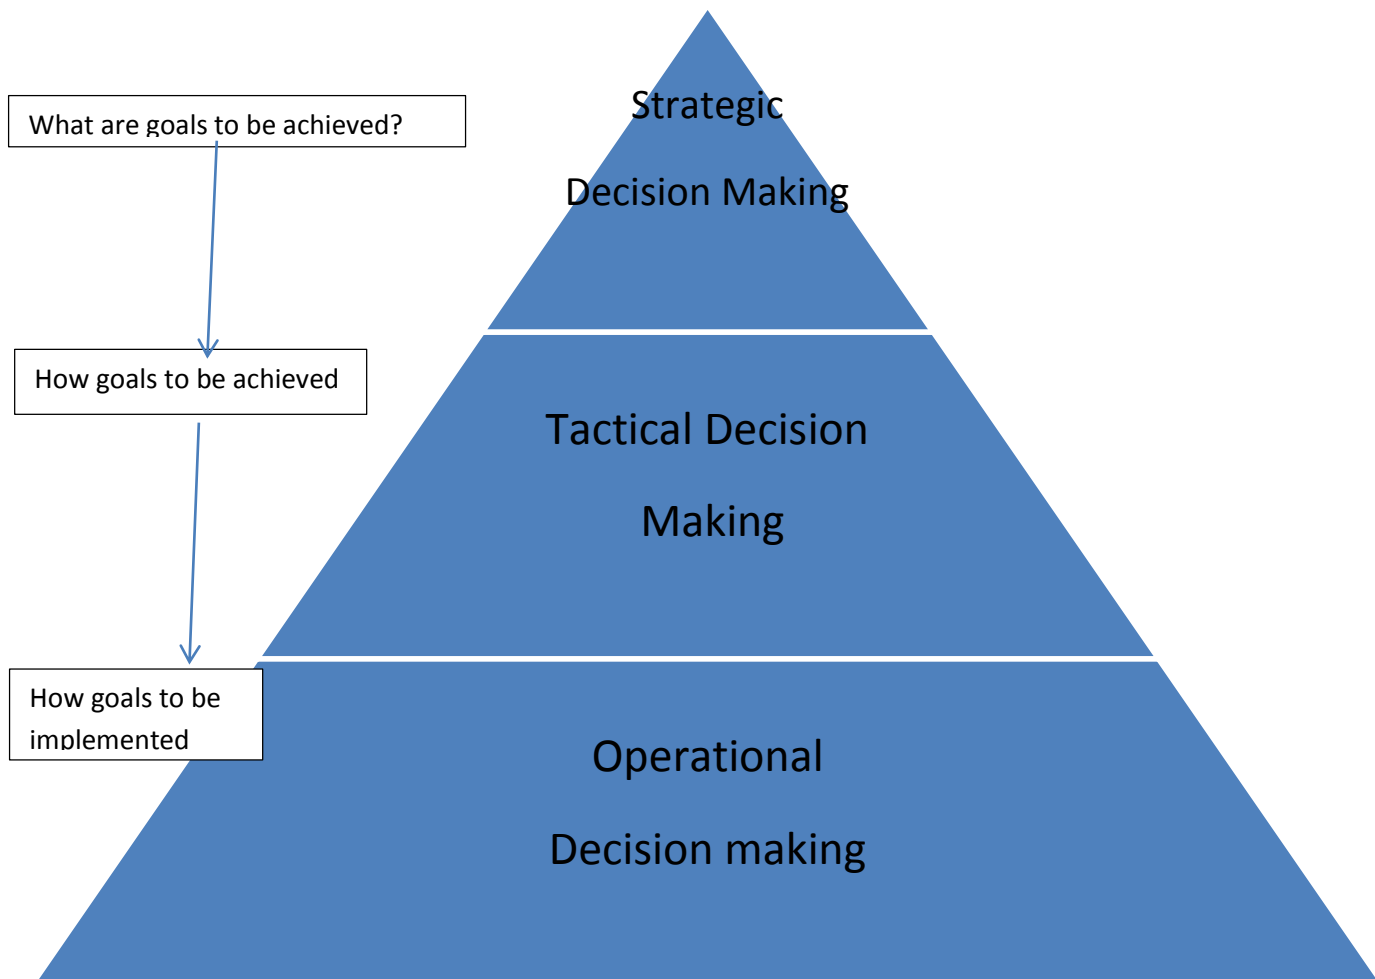 What are goals to be achieved?
Strategic
Decision Making
How goals to be achieved
Tactical Decision
Making
How goals to be
implemented
Operational
Decision making